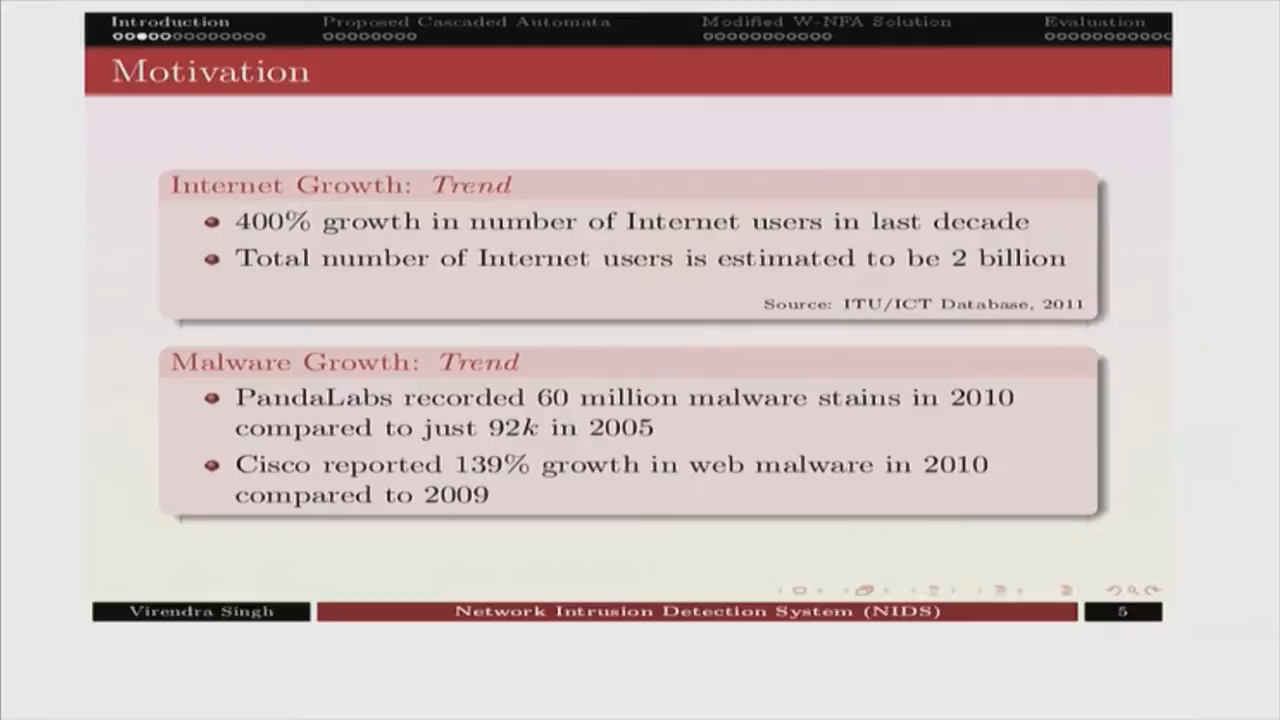 Introduction Proposed Cascaded Automata Modified W-NFA Solution Evaluation
Motivation
Internet Growth: Trend
400% growth in number of Internet users in last decade
Total number of Internet users is estimated to be 2 billion
Source: ITU/ICT Database, 2011
Malware Growth: Trend
PandaLabs recorded 60 million malware stains in 2010
compared to just 92k in 2005
Cisco reported 139% growth in web malware in 2010
compared to 2009
Virendra Singh Network Intrusion Detection System (NIDS) 5